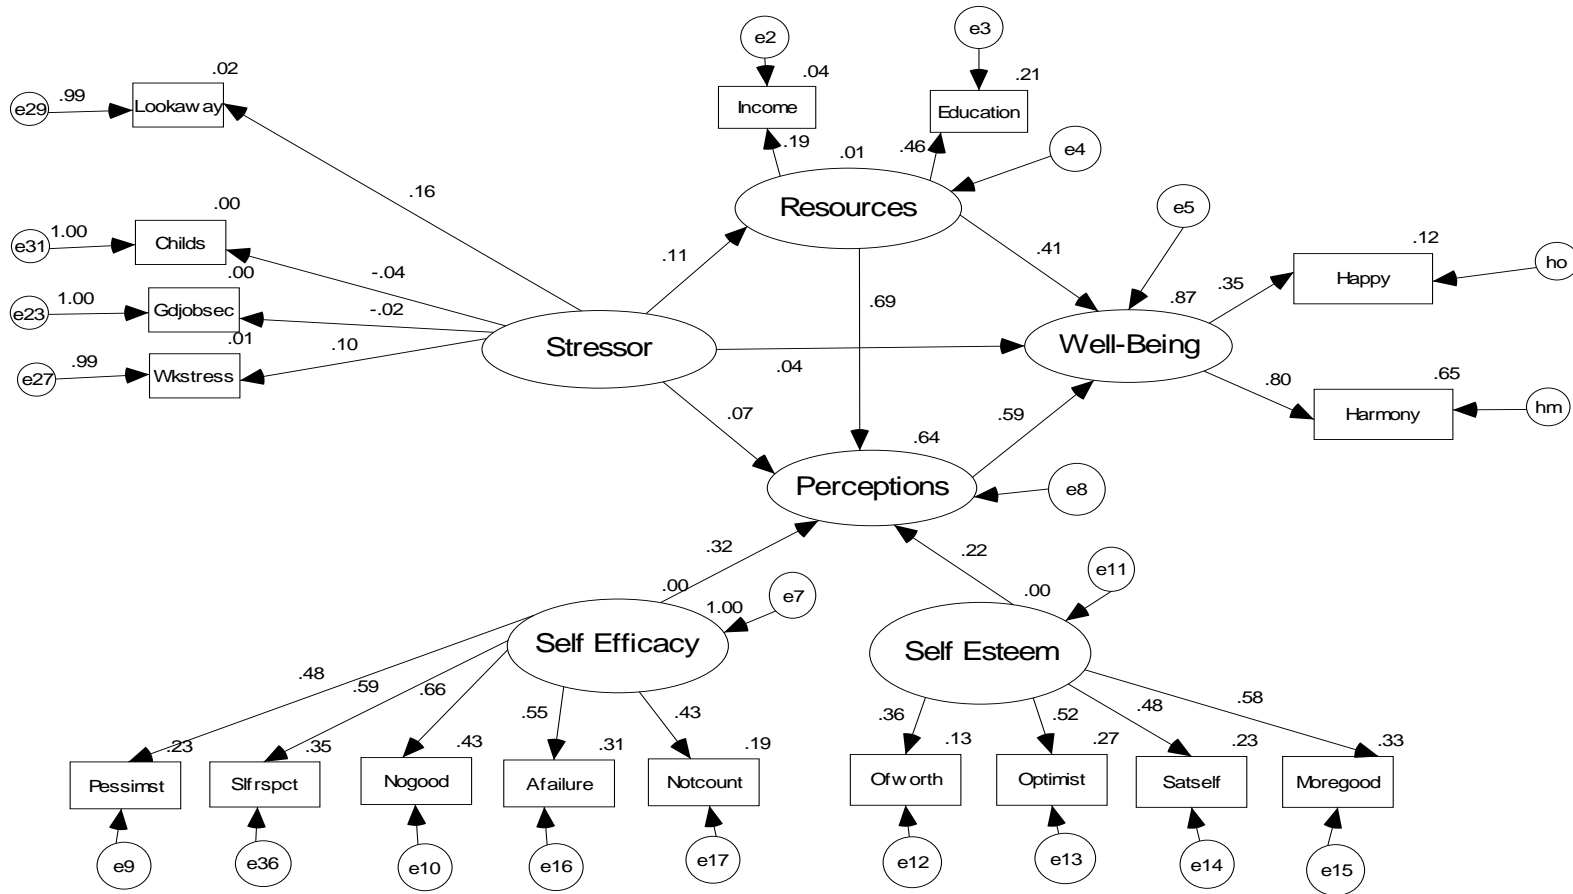 e2
e3
.02
.04
.21
e29
.99
Lookaway
Income
Education
.19
.46
e4
.01
.16
Resources
e5
.00
e31
1.00
Childs
.11
.41
.12
ho
-.04
.00
Happy
e23
1.00
Gdjobsec
-.02
.69
.87
.35
.01
.10
Stressor
Well-Being
e27
.99
Wkstress
.04
.80
.65
.07
.59
Harmony
hm
.64
Perceptions
e8
.32
.22
e11
.00
1.00
e7
.00
Self Efficacy
Self Esteem
.48
.59
.66
.55
.43
.36
.52
.48
.58
.23
.35
.43
.31
.19
.13
.27
.23
.33
Pessimst
Slfrspct
Nogood
Afailure
Notcount
Ofworth
Optimist
Satself
Moregood
e9
e36
e10
e16
e17
e12
e13
e14
e15